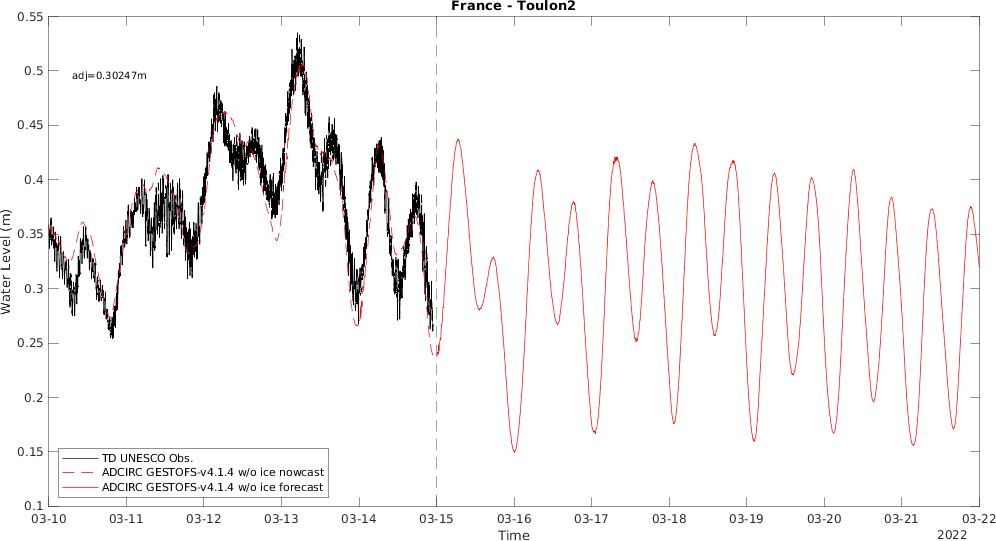 France - Toulon2
0.55
0.5
0.45
0.4
0.35
0.3
0.25
0.2
0.15
0.1
Water Level (m)
adj=0.30247m
TD UNESCO Obs.
ADCIRC GESTOFS-v4.1.4 w/o ice nowcast
ADCIRC GESTOFS-v4.1.4 w/o ice forecast
03-10 03-11 03-12 03-13 03-14 03-15 03-16 03-17 03-18 03-19 03-20 03-21 03-22
Time
2022